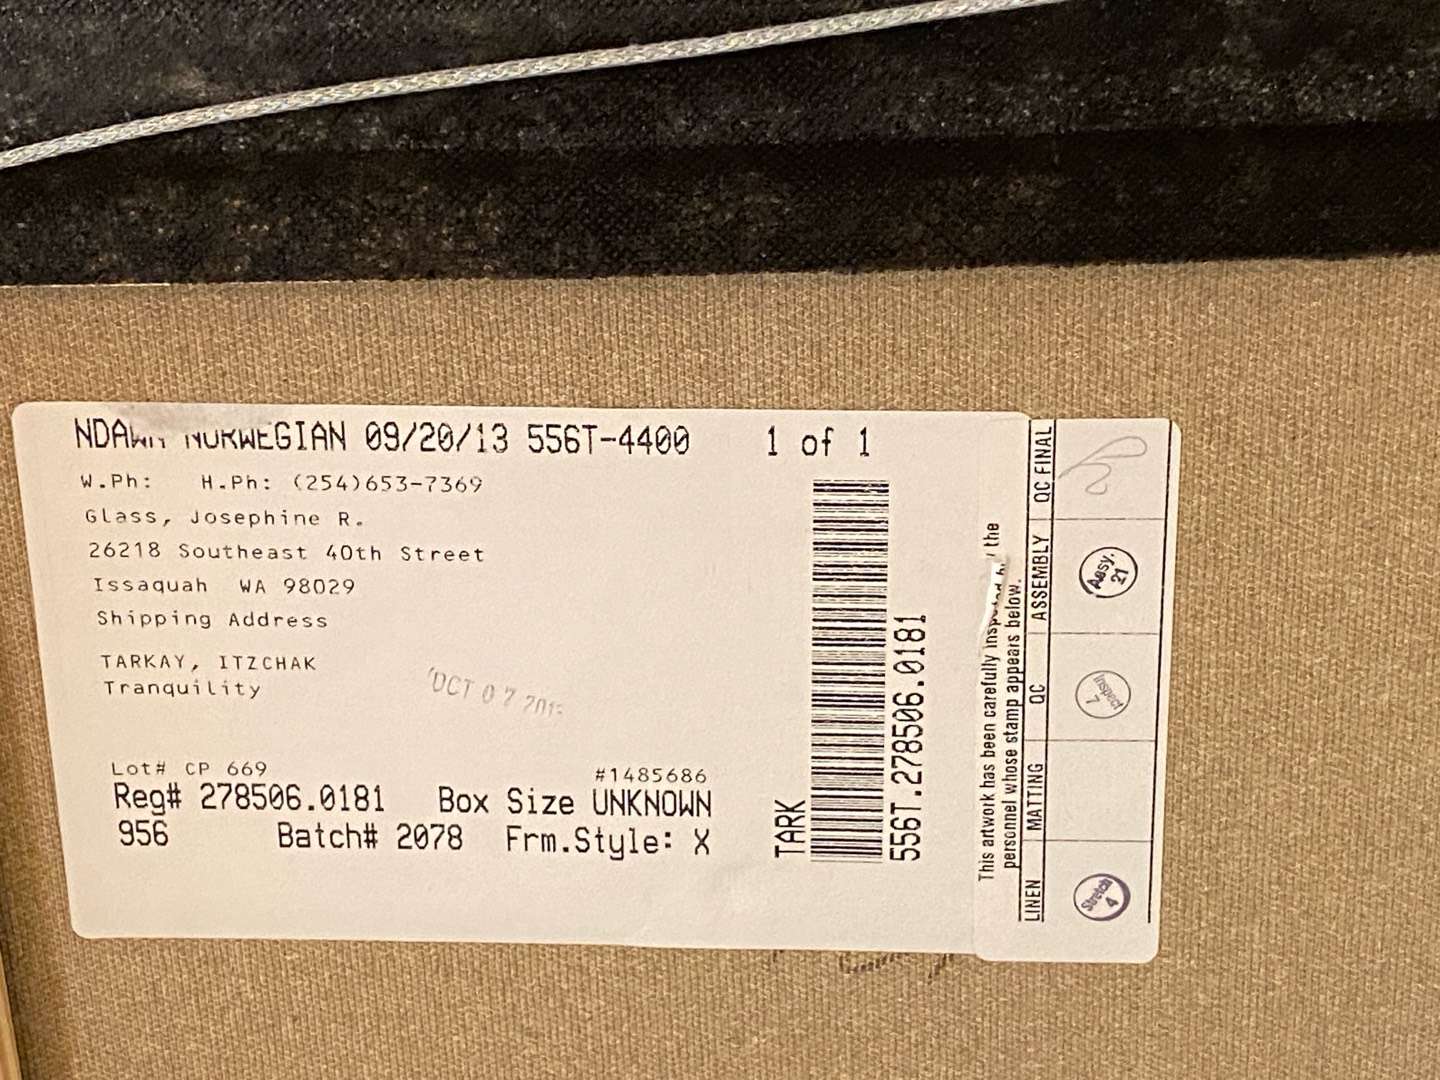 NDAWN NORWEGIAN 09/20/13 556T-4400 1 of 1
W.Ph: H.Ph: (254)653-7369
Glass, Josephine R.
26218 Southeast 40th Street
Issaquah WA 98029
Shipping Address
TARKAY, ITZCHAK
Tranquility
OCT 07 201
Lot# CP 669 #1485686
Reg# 278506.0181 Box Size UNKNOWN
956 Batch# 2078 Frm.Style: X
TARK
556T.278506.0181
This artwork has been carefully inspected by the
personnel whose stamp appears below.
LINEN MATTING QC ASSEMBLY QC FINAL
Stretch
4
Inspect
7
Assy.
21